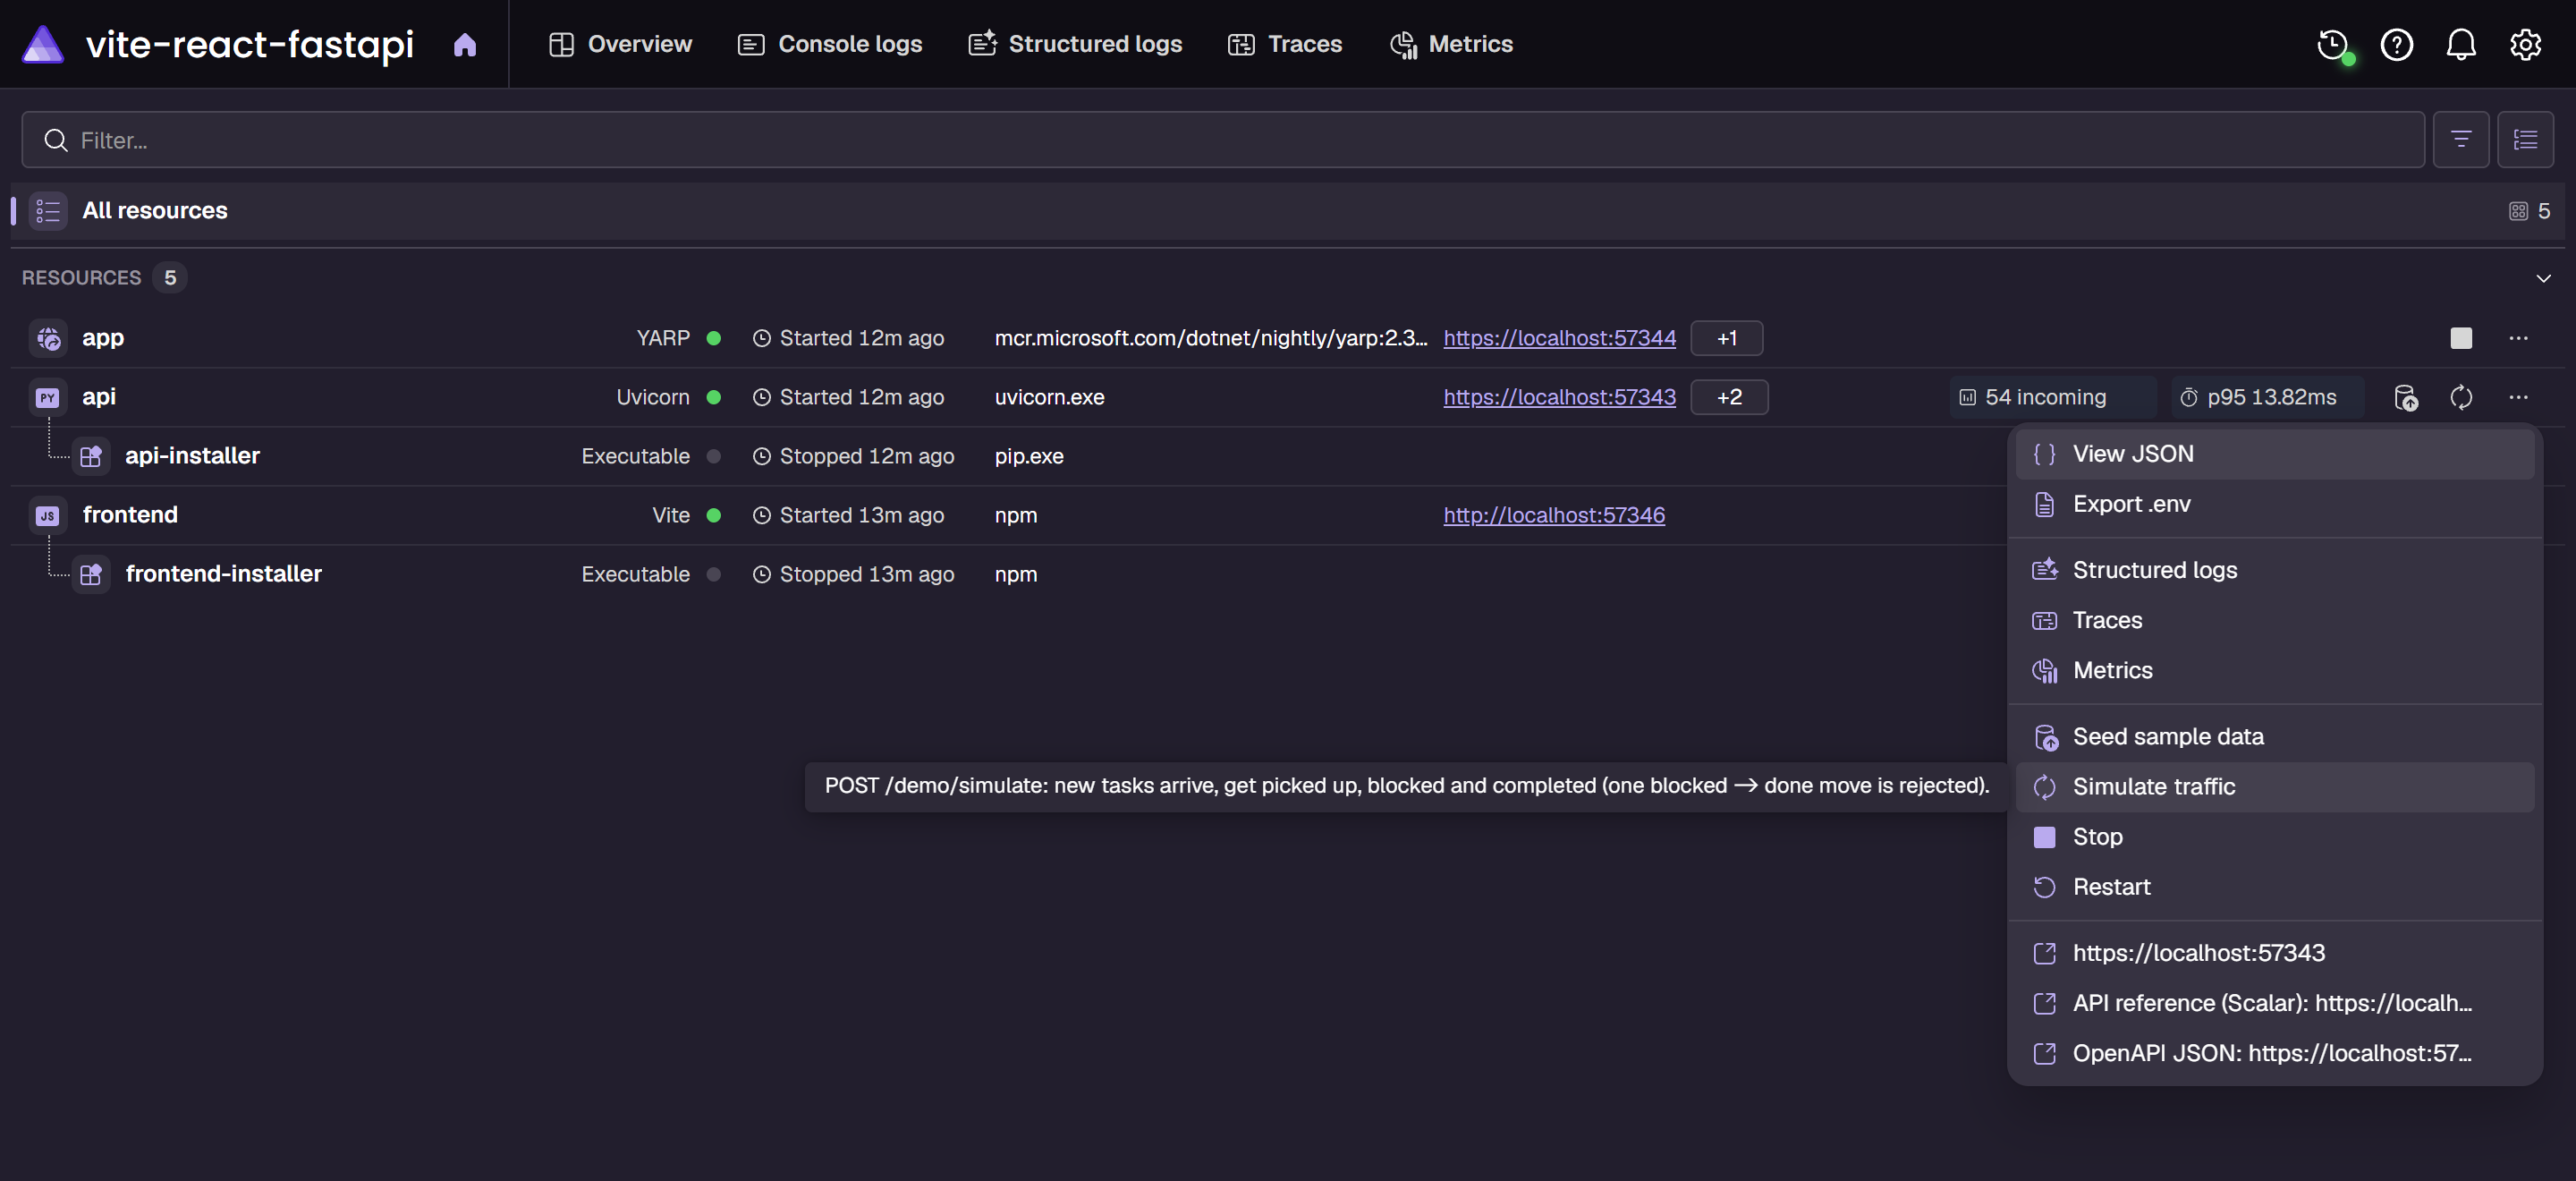 vite-react-fastapi Overview Console logs Structured logs Traces Metrics
Filter...
All resources 5
RESOURCES 5
app YARP Started 12m ago mcr.microsoft.com/dotnet/nightly/yarp:2.3... https://localhost:57344 +1
PY api Uvicorn Started 12m ago uvicorn.exe https://localhost:57343 +2 54 incoming p95 13.82ms
api-installer Executable Stopped 12m ago pip.exe
JS frontend Vite Started 13m ago npm http://localhost:57346
frontend-installer Executable Stopped 13m ago npm
View JSON
Export .env
Structured logs
Traces
Metrics
Seed sample data
POST /demo/simulate: new tasks arrive, get picked up, blocked and completed (one blocked → done move is rejected).
Simulate traffic
Stop
Restart
https://localhost:57343
API reference (Scalar): https://localh...
OpenAPI JSON: https://localhost:57...